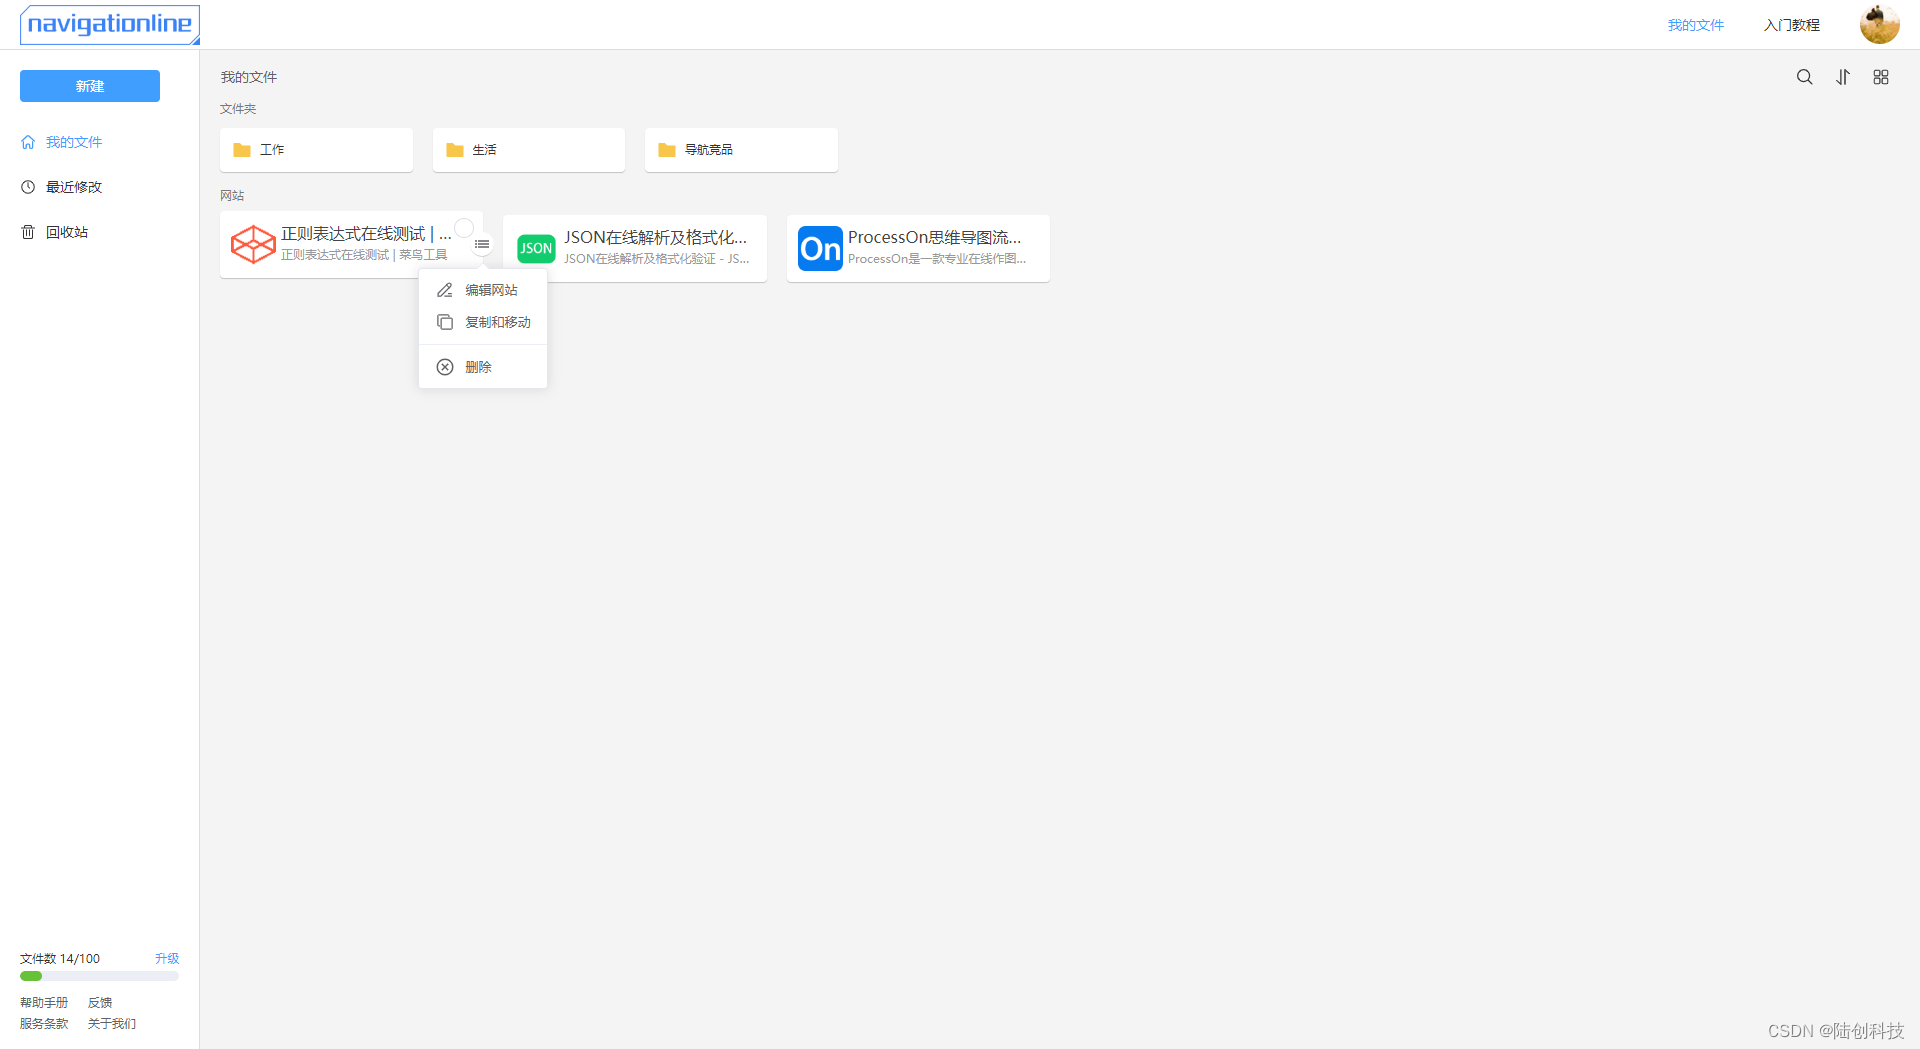 navigationline
我的文件
入门教程
新建
我的文件
最近修改
回收站
我的文件
文件夹
工作
生活
导航竞品
网站
正则表达式在线测试 | ...
正则表达式在线测试 | 菜鸟工具
JSON
JSON在线解析及格式化...
JSON在线解析及格式化验证 - JS...
On
ProcessOn思维导图流...
ProcessOn是一款专业在线作图...
编辑网站
复制和移动
删除
文件数 14/100
升级
帮助手册 反馈
服务条款 关于我们
CSDN @陆创科技